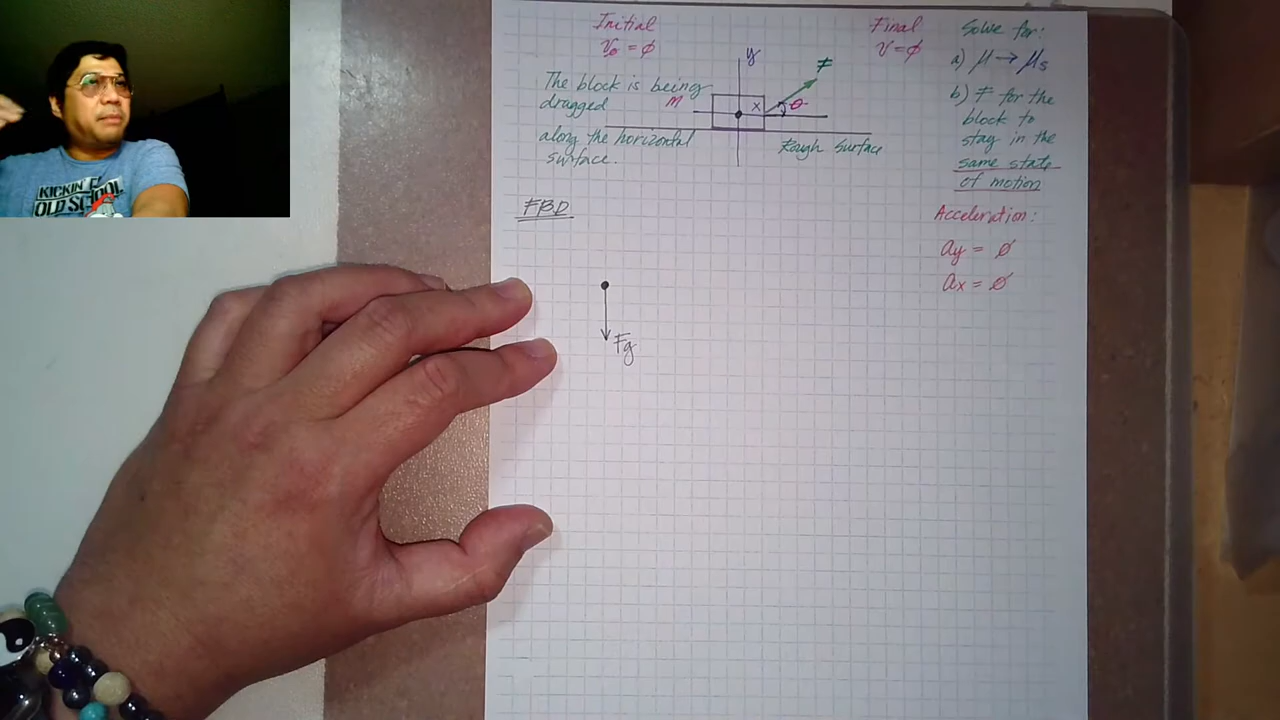 Initial
v₀ = ϕ
Final
v = ϕ
Solve for:
a) μ → μs
b) F for the
block to
stay in the
same state
of motion
The block is being
dragged
along the horizontal
surface.
y
F
M
x
θ
Rough surface
FBD
Fg
Acceleration:
ay = ϕ
ax = ϕ
KICKIN' IT
OLD SCHOOL